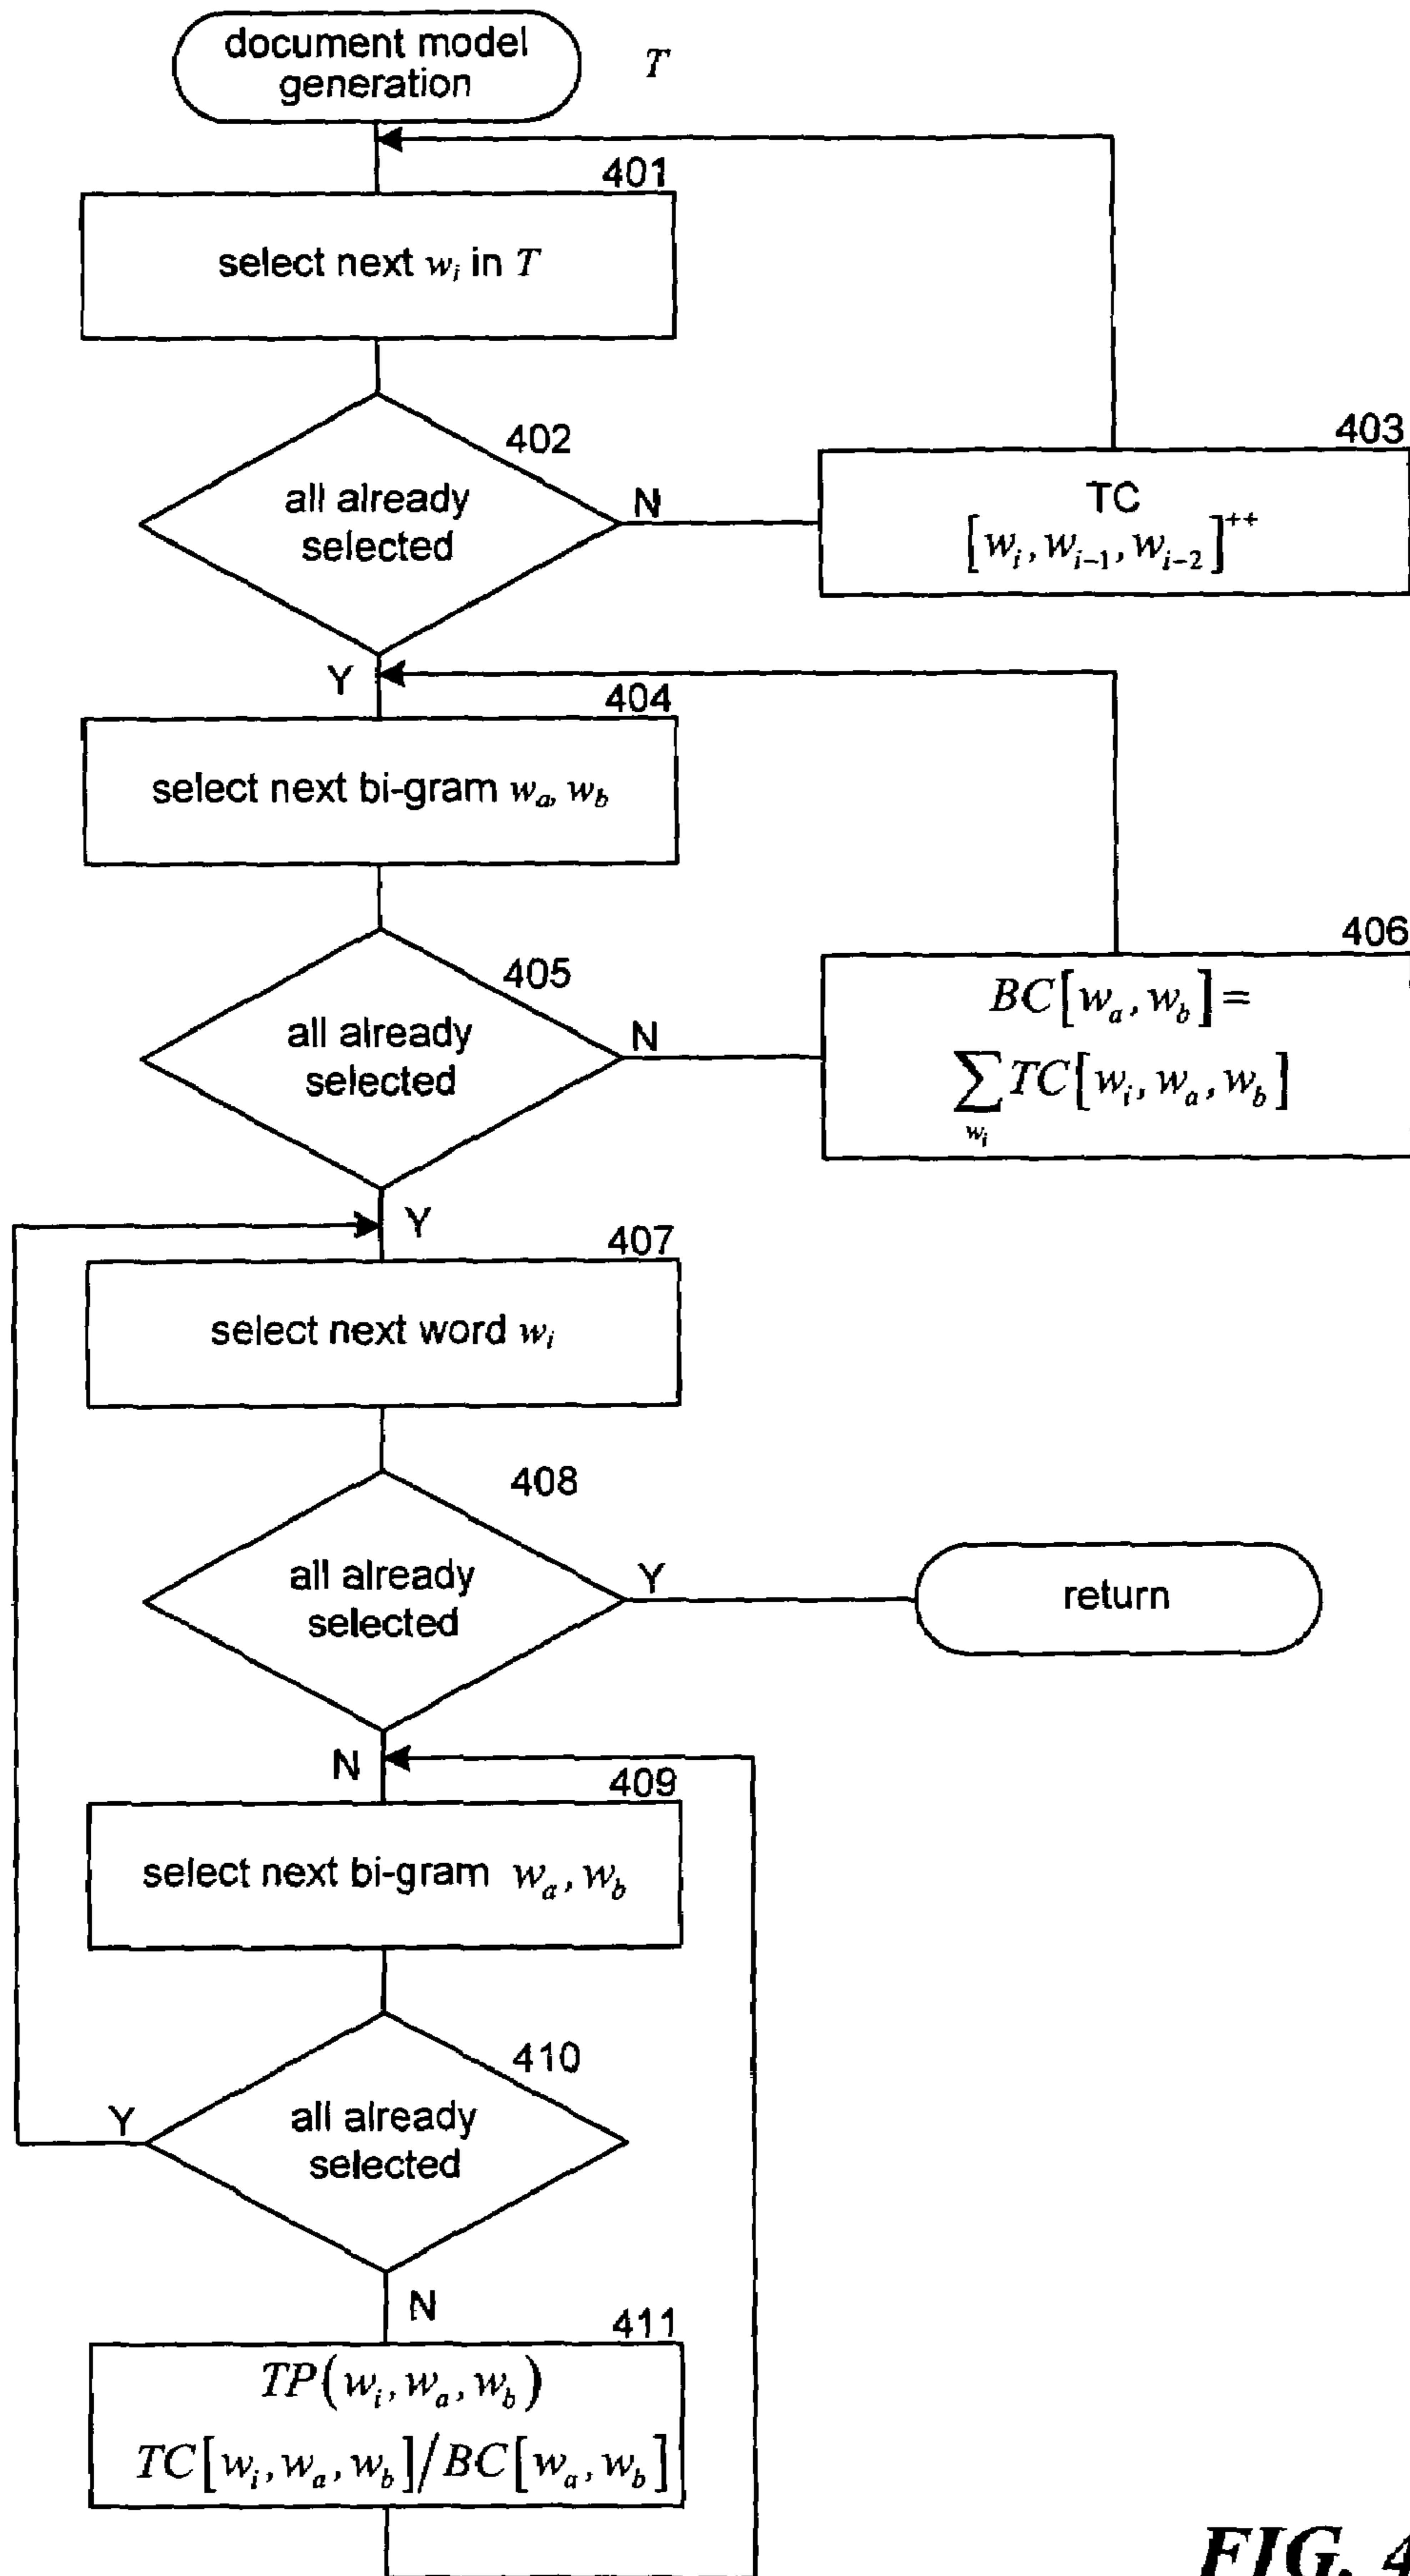 document model
generation
T
401
select next wᵢ in T
402
all already
selected
N
403
TC
[wᵢ, wᵢ₋₁, wᵢ₋₂]⁺⁺
Y
404
select next bi-gram wₐ, w_b
405
all already
selected
N
406
BC[wₐ, w_b] =
∑ TC[wᵢ, wₐ, w_b]
wᵢ
Y
407
select next word wᵢ
408
all already
selected
Y
return
N
409
select next bi-gram wₐ, w_b
410
all already
selected
Y
N
411
TP(wᵢ, wₐ, w_b)
TC[wᵢ, wₐ, w_b]/BC[wₐ, w_b]
FIG. 4